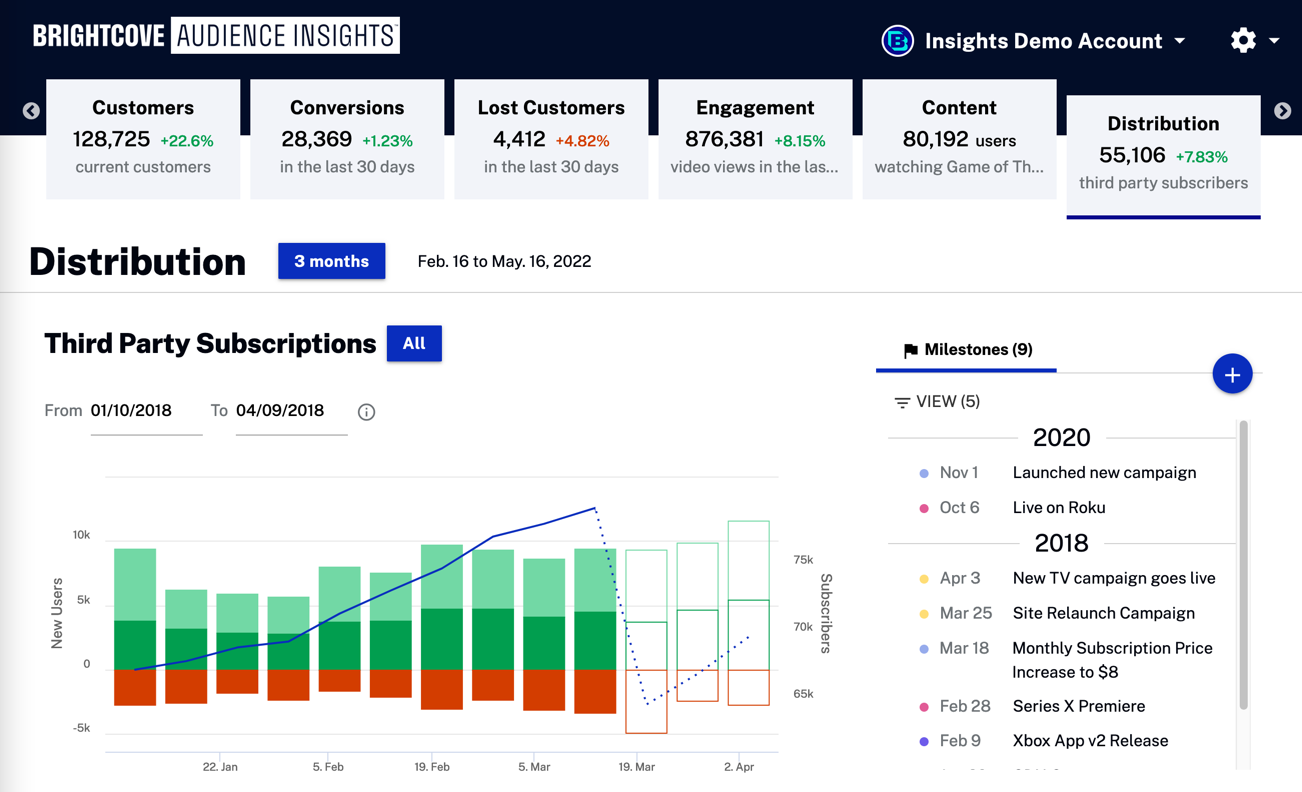 BRIGHTCOVE AUDIENCE INSIGHTS™
Insights Demo Account
Customers
128,725 +22.6%
current customers
Conversions
28,369 +1.23%
in the last 30 days
Lost Customers
4,412 +4.82%
in the last 30 days
Engagement
876,381 +8.15%
video views in the las...
Content
80,192 users
watching Game of Th...
Distribution
55,106 +7.83%
third party subscribers
Distribution
3 months
Feb. 16 to May. 16, 2022
Third Party Subscriptions
All
From 01/10/2018 To 04/09/2018
New Users
10k
5k
0
-5k
75k
70k
65k
Subscribers
22. Jan
5. Feb
19. Feb
5. Mar
19. Mar
2. Apr
Milestones (9)
+
VIEW (5)
2020
Nov 1 Launched new campaign
Oct 6 Live on Roku
2018
Apr 3 New TV campaign goes live
Mar 25 Site Relaunch Campaign
Mar 18 Monthly Subscription Price
Increase to $8
Feb 28 Series X Premiere
Feb 9 Xbox App v2 Release